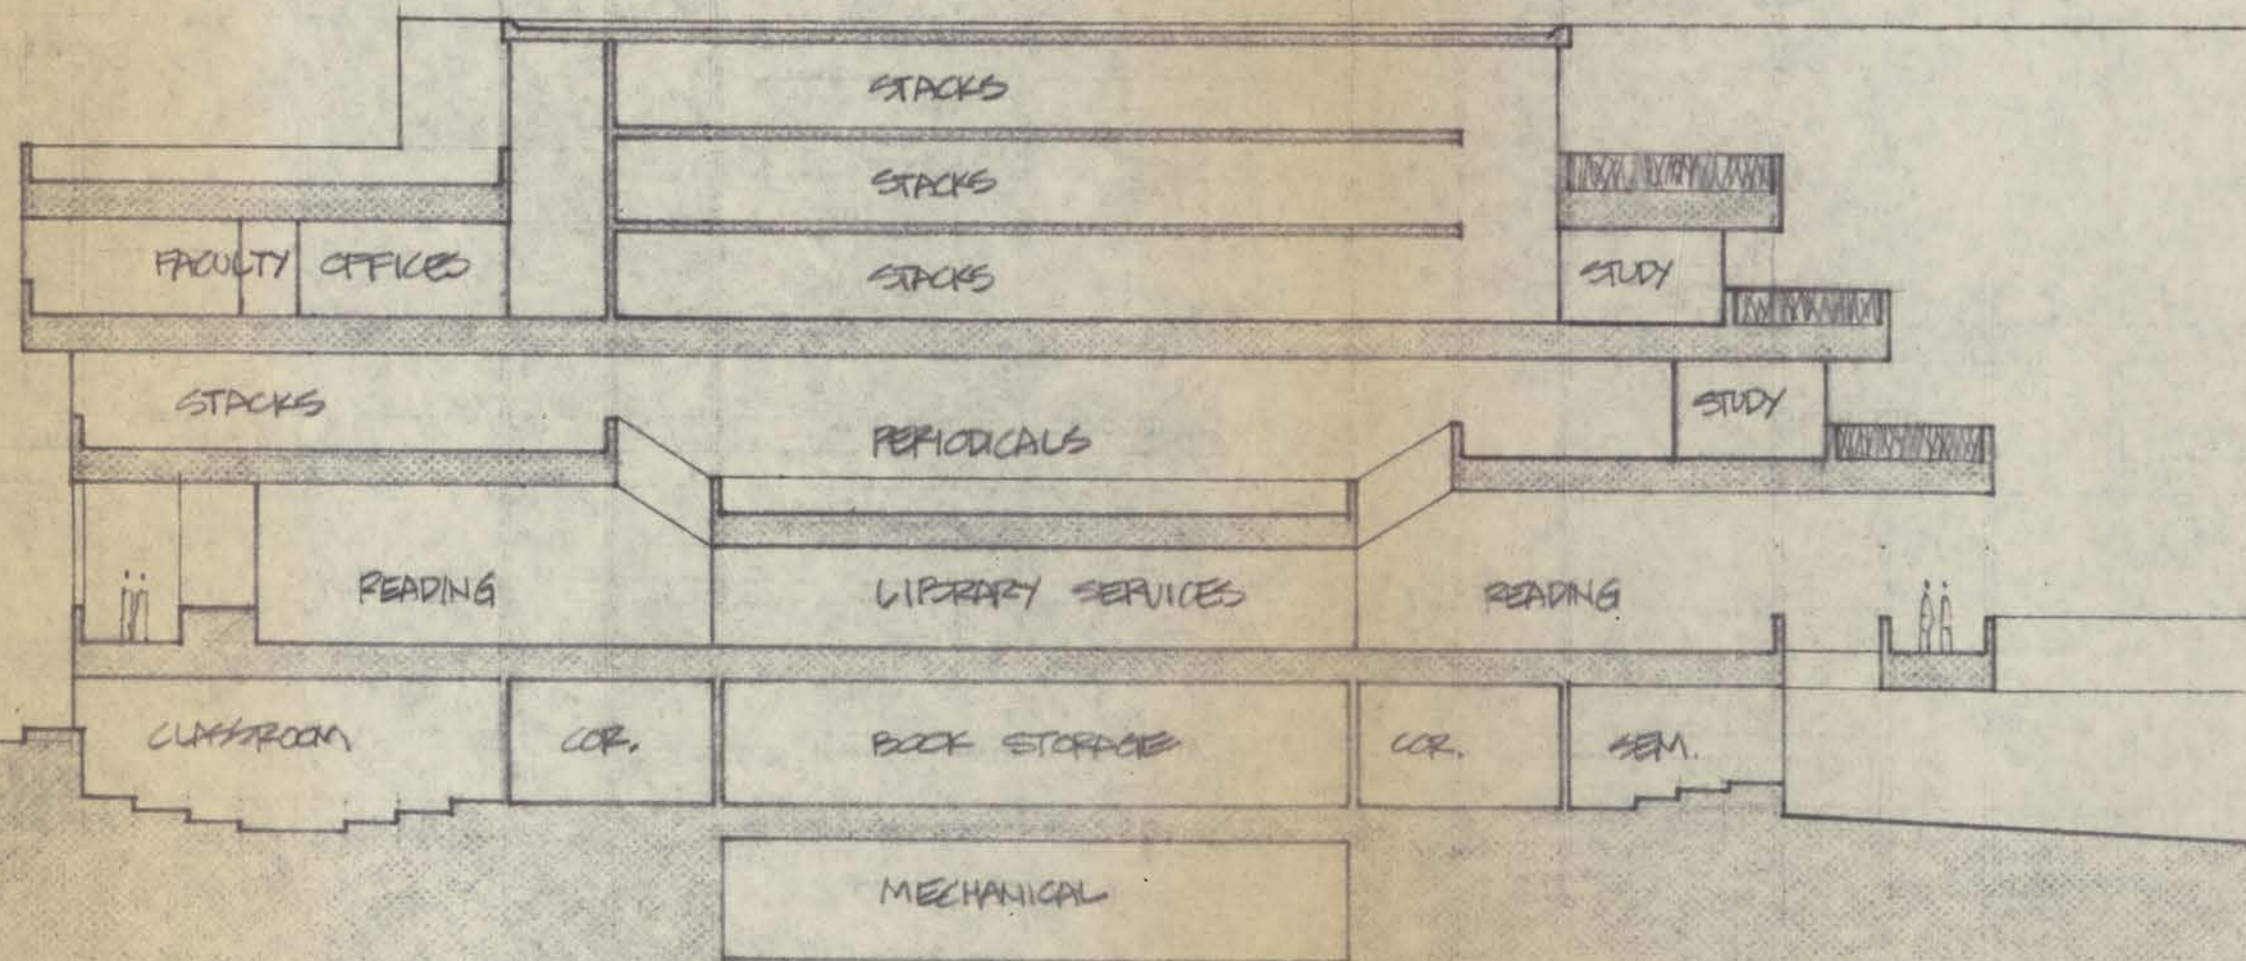 STACKS
STACKS
FACULTY OFFICES STACKS STUDY
STACKS PERIODICALS STUDY
READING LIBRARY SERVICES READING
CLASSROOM COR. BOOK STORAGE COR. SEM.
MECHANICAL